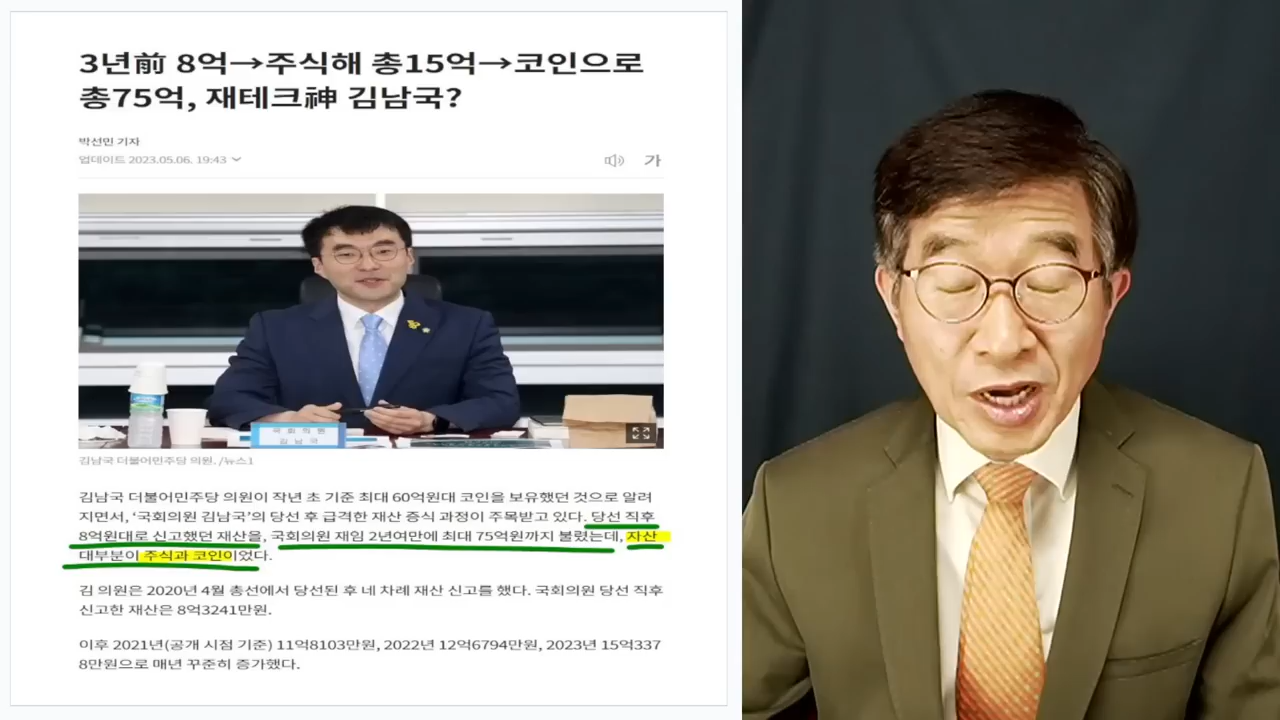 3년前 8억→주식해 총15억→코인으로
총75억, 재테크神 김남국?
박선민 기자
업데이트 2023.05.06. 19:43
가
국회의원
김남국
김남국 더불어민주당 의원. /뉴스1
김남국 더불어민주당 의원이 작년 초 기준 최대 60억원대 코인을 보유했던 것으로 알려
지면서, '국회의원 김남국'의 당선 후 급격한 재산 증식 과정이 주목받고 있다. 당선 직후
8억원대로 신고했던 재산을, 국회의원 재임 2년여만에 최대 75억원까지 불렸는데, 자산
대부분이 주식과 코인이었다.
김 의원은 2020년 4월 총선에서 당선된 후 네 차례 재산 신고를 했다. 국회의원 당선 직후
신고한 재산은 8억3241만원.
이후 2021년(공개 시점 기준) 11억8103만원, 2022년 12억6794만원, 2023년 15억337
8만원으로 매년 꾸준히 증가했다.